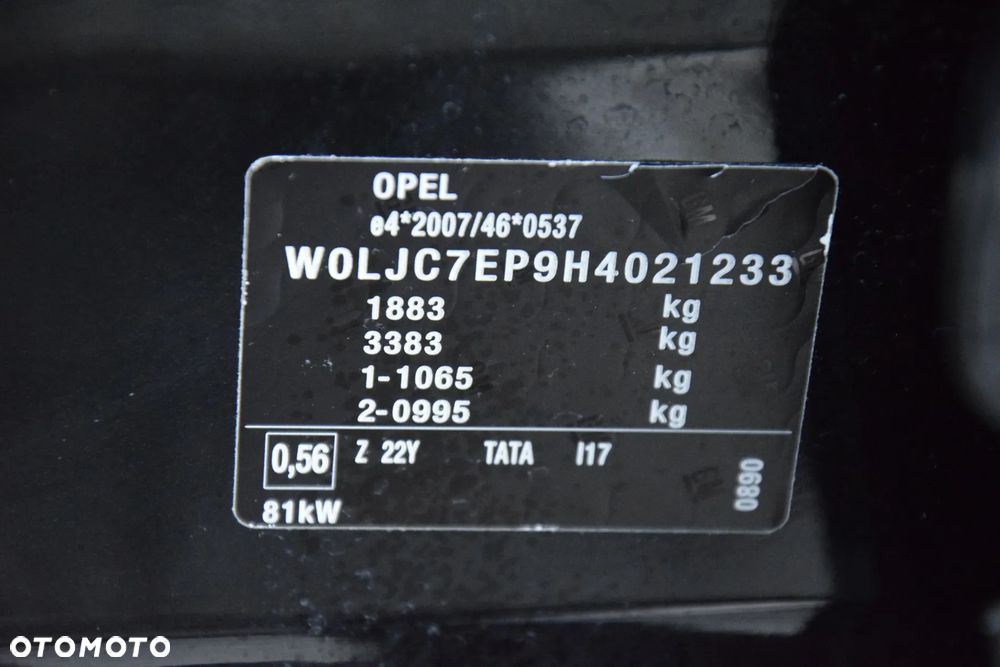 OPEL
e4*2007/46*0537
W0LJC7EP9H4021233
1883 kg
3383 kg
1-1065 kg
2-0995 kg
0,56 Z 22Y TATA I17
81kW
0680
OTOMOTO